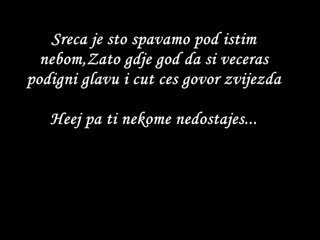 Sreca je sto spavamo pod istim
nebom,Zato gdje god da si veceras
podigni glavu i cut ces govor zvijezda
Heej pa ti nekome nedostajes...